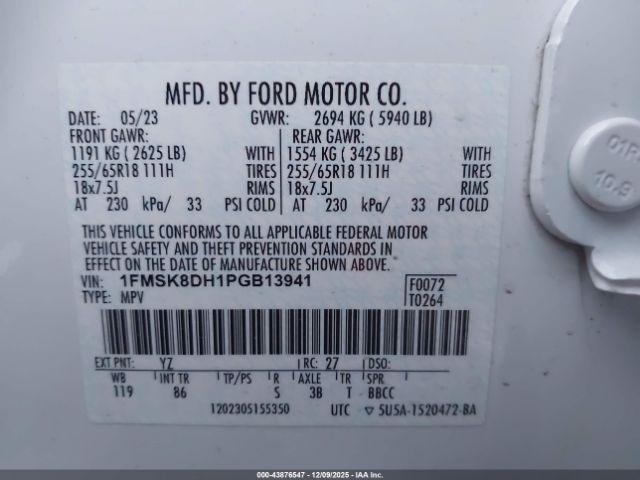 MFD. BY FORD MOTOR CO.
DATE: 05/23 GVWR: 2694 KG ( 5940 LB)
FRONT GAWR: REAR GAWR:
1191 KG ( 2625 LB) WITH 1554 KG ( 3425 LB) WITH
255/65R18 111H TIRES 255/65R18 111H TIRES
18x7.5J RIMS 18x7.5J RIMS
AT 230 kPa/ 33 PSI COLD AT 230 kPa/ 33 PSI COLD
THIS VEHICLE CONFORMS TO ALL APPLICABLE FEDERAL MOTOR
VEHICLE SAFETY AND THEFT PREVENTION STANDARDS IN
EFFECT ON THE DATE OF MANUFACTURE SHOWN ABOVE.
VIN: 1FMSK8DH1PGB13941 F0072
TYPE: MPV T0264
EXT PNT: YZ RC: 27 DSO:
WB INT TR TP/PS R AXLE TR SPR
119 86 S 3B T BBCC
1202305155350 UTC ▽ 5U5A-1520472-BA
10.9
000-43876547 - 12/09/2025 - IAAI.COM